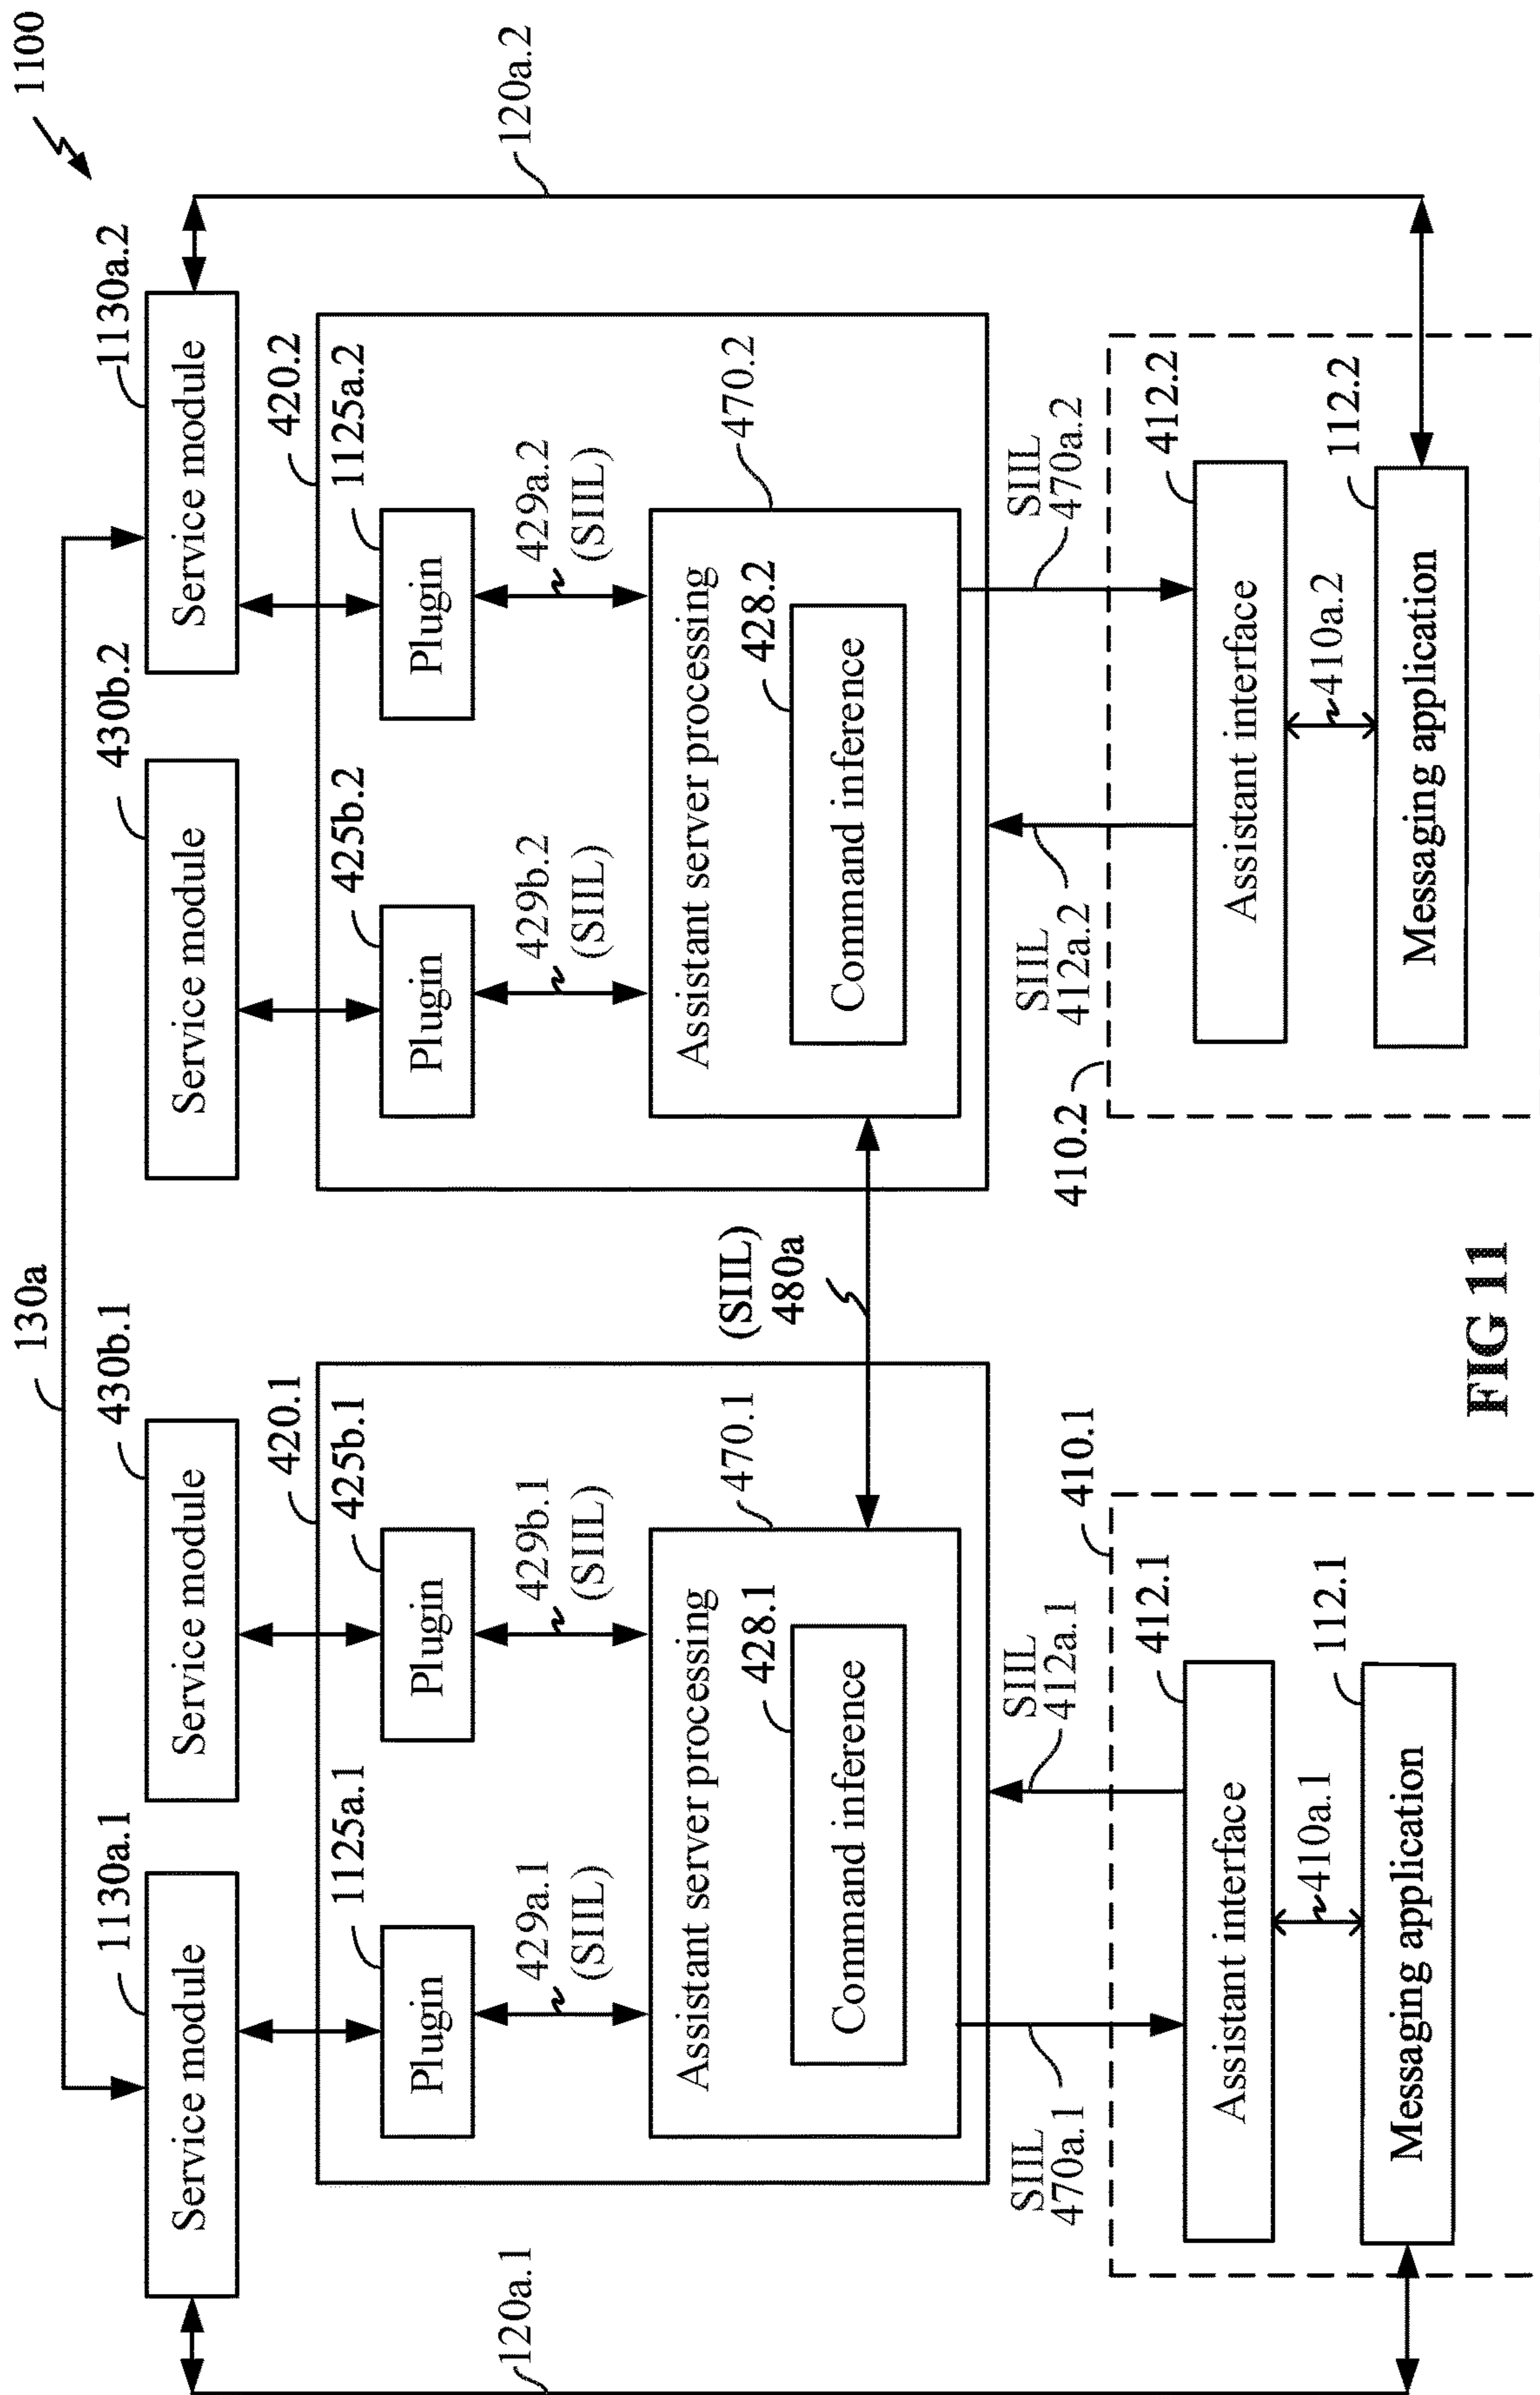 1100
130a
1130a.1
430b.1
430b.2
1130a.2
Service module
Service module
Service module
Service module
120a.1
120a.2
420.1
420.2
1125a.1
425b.1
425b.2
1125a.2
Plugin
Plugin
Plugin
Plugin
429a.1
(SIIL)
429b.1
(SIIL)
429b.2
(SIIL)
429a.2
(SIIL)
470.1
470.2
Assistant server processing
Assistant server processing
428.1
428.2
Command inference
Command inference
(SIIL)
480a
SIIL
470a.1
SIIL
412a.1
SIIL
412a.2
SIIL
470a.2
410.1
410.2
412.1
412.2
Assistant interface
Assistant interface
410a.1
410a.2
112.1
112.2
Messaging application
Messaging application
FIG 11